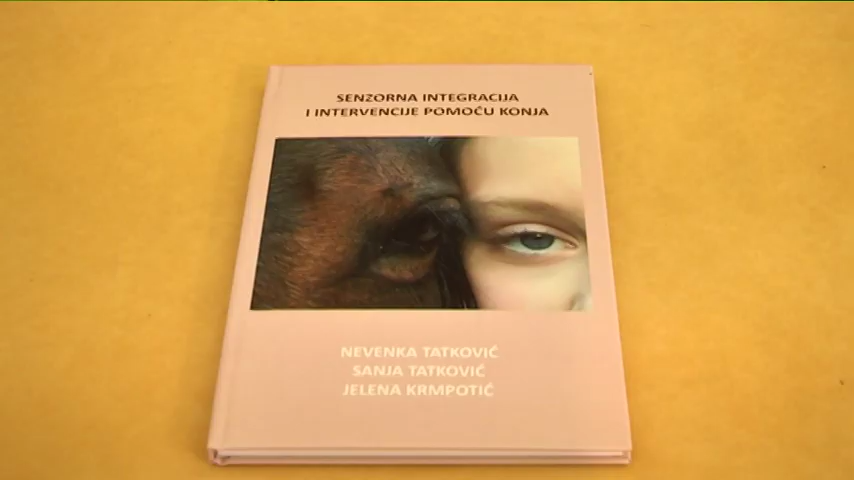 SENZORNA INTEGRACIJA
I INTERVENCIJE POMOĆU KONJA
NEVENKA TATKOVIĆ
SANJA TATKOVIĆ
JELENA KRMPOTIĆ